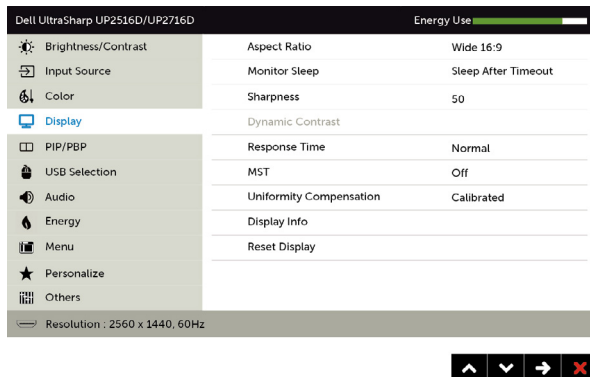 Dell UltraSharp UP2516D/UP2716D Energy Use
Brightness/Contrast Aspect Ratio Wide 16:9
Input Source Monitor Sleep Sleep After Timeout
Color Sharpness 50
Display Dynamic Contrast
PIP/PBP Response Time Normal
USB Selection MST Off
Audio Uniformity Compensation Calibrated
Energy Display Info
Menu Reset Display
Personalize
Others
Resolution : 2560 x 1440, 60Hz